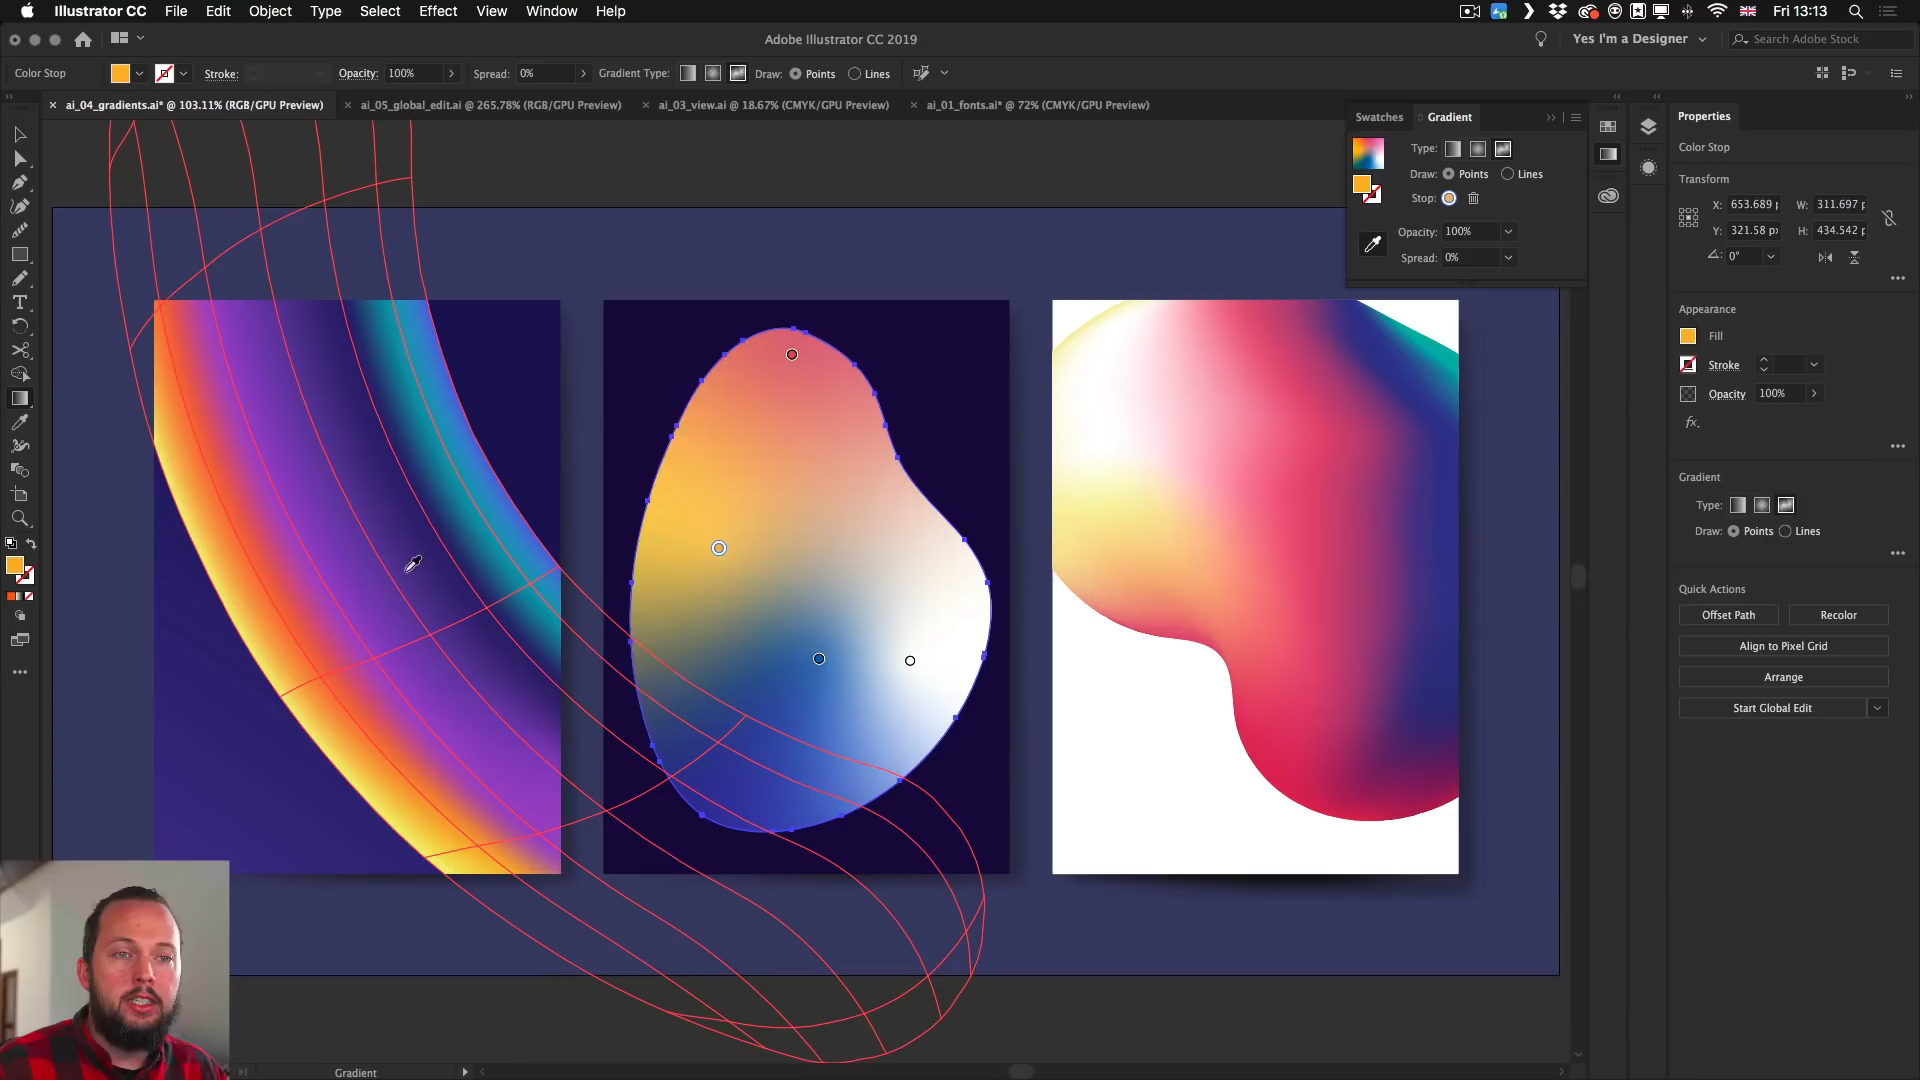 Illustrator CC File Edit Object Type Select Effect View Window Help
Fri 13:13
Adobe Illustrator CC 2019
Yes I'm a Designer
Search Adobe Stock
Color Stop
Stroke:
Opacity: 100%
Spread: 0%
Gradient Type:
Draw: Points Lines
ai_04_gradients.ai* @ 103.11% (RGB/GPU Preview)
ai_05_global_edit.ai @ 265.78% (RGB/GPU Preview)
ai_03_view.ai @ 18.67% (CMYK/GPU Preview)
ai_01_fonts.ai* @ 72% (CMYK/GPU Preview)
Swatches
Gradient
Type:
Draw: Points Lines
Stop:
Opacity: 100%
Spread: 0%
Properties
Color Stop
Transform
X: 653.689 W: 311.697
Y: 321.58 px H: 434.542
0°
Appearance
Fill
Stroke
Opacity 100%
fx.
Gradient
Type:
Draw: Points Lines
Quick Actions
Offset Path
Recolor
Align to Pixel Grid
Arrange
Start Global Edit
Gradient